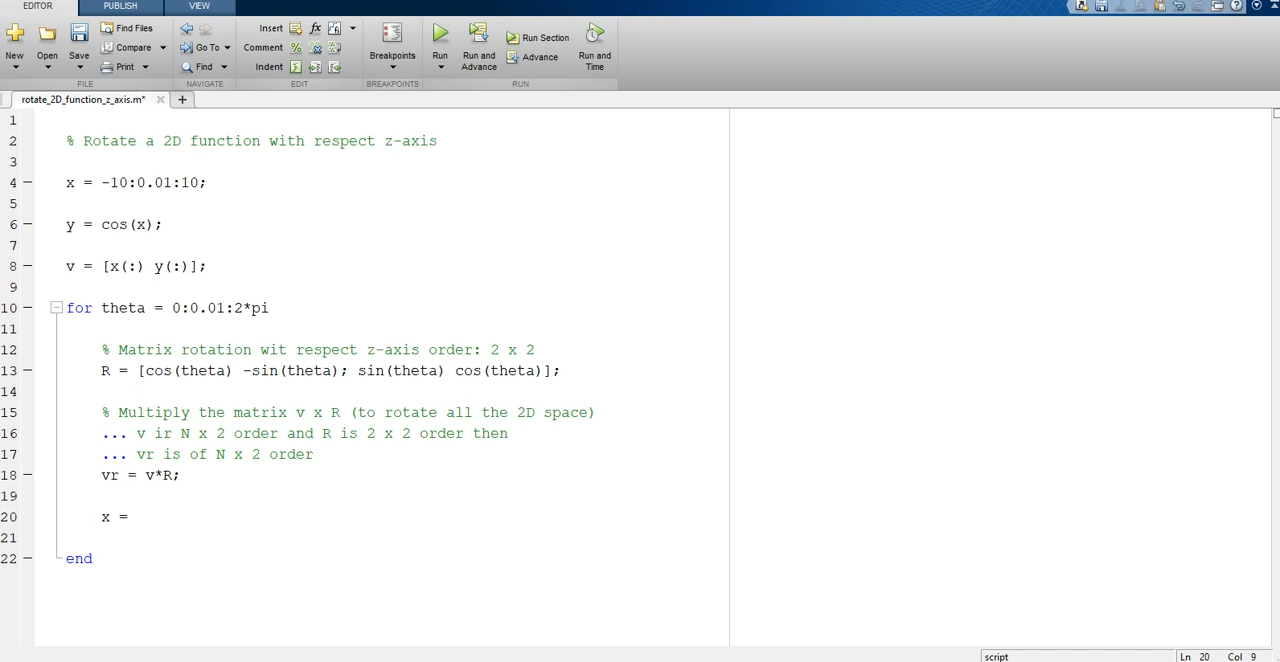 EDITOR PUBLISH VIEW
New Open Save Find Files Compare Print
Go To Find
Insert fx
Comment % %
Indent
Breakpoints
Run Run and Advance Run Section Advance Run and Time
FILE NAVIGATE EDIT BREAKPOINTS RUN
rotate_2D_function_z_axis.m* × +
1
2 % Rotate a 2D function with respect z-axis
3
4 — x = -10:0.01:10;
5
6 — y = cos(x);
7
8 — v = [x(:) y(:)];
9
10 — for theta = 0:0.01:2*pi
11
12 % Matrix rotation wit respect z-axis order: 2 x 2
13 — R = [cos(theta) -sin(theta); sin(theta) cos(theta)];
14
15 % Multiply the matrix v x R (to rotate all the 2D space)
16 ... v ir N x 2 order and R is 2 x 2 order then
17 ... vr is of N x 2 order
18 — vr = v*R;
19
20 x =
21
22 — end
script Ln 20 Col 9